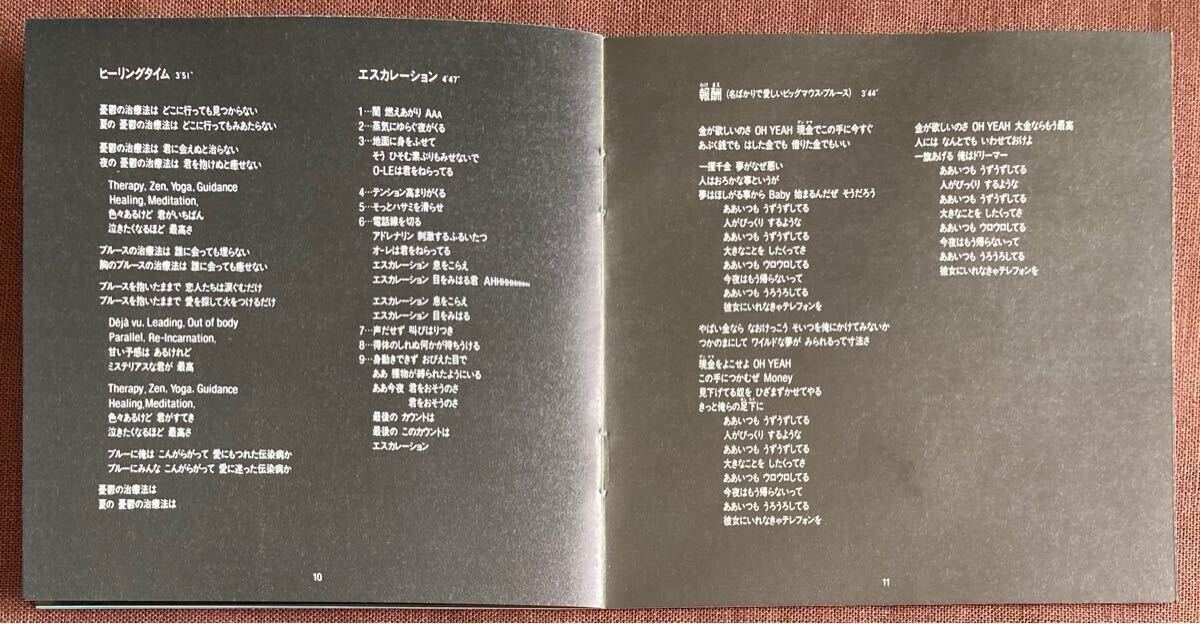 ヒーリングタイム 3'51"
憂鬱の治療法は どこに行っても見つからない
夏の 憂鬱の治療法は どこに行ってもみあたらない
憂鬱の治療法は 君に会えぬと治らない
夜の 憂鬱の治療法は 君を抱けぬと癒せない
Therapy, Zen, Yoga, Guidance
Healing, Meditation,
色々あるけど 君がいちばん
泣きたくなるほど 最高さ
ブルースの治療法は 誰に会っても埋らない
胸のブルースの治療法は 誰に会っても癒せない
ブルースを抱いたままで 恋人たちは涙ぐむだけ
ブルースを抱いたままで 愛を探して火をつけるだけ
Déjà vu, Leading, Out of body
Parallel, Re-Incarnation,
甘い予感は あるけれど
ミステリアスな君が 最高
Therapy, Zen, Yoga, Guidance
Healing, Meditation,
色々あるけど 君がすてき
泣きたくなるほど 最高さ
ブルーに俺は こんがらがって 愛にもつれた伝染病か
ブルーにみんな こんがらがって 愛に迷った伝染病か
憂鬱の治療法は
夏の 憂鬱の治療法は
10
エスカレーション 4'47"
1…闇 燃えあがり AAA
2…蒸気にゆらぐ夜がくる
3…地面に身をふせて
そう ひそむ素ぶりもみせないで
O-LEは君をねらってる
4…テンション高まりがくる
5…そっとハサミを滑らせ
6…電話線を切る
アドレナリン 刺激するふるいたつ
オーレは君をねらってる
エスカレーション 息をこらえ
エスカレーション 目をみはる君 AHHHHHHHH
エスカレーション 息をこらえ
エスカレーション 目をみはる
7…声だせず 叫びはりつき
8…得体のしれぬ何かが待ちうける
9…身動きできず おびえた目で
ああ 獲物が縛られたようにいる
ああ今夜 君をおそうのさ
君をおそうのさ
最後の カウントは
最後の このカウントは
エスカレーション
報酬 (名ばかりで愛しいビッグマウス・ブルース) 3'44"
金が欲しいのさ OH YEAH 現金でこの手に今すぐ
あぶく銭でも はした金でも 借りた金でもいい
一攫千金 夢がなぜ悪い
人はおろかな事というが
夢はほしがる事から Baby 始まるんだぜ そうだろう
ああいつも うずうずしてる
人がびっくり するような
ああいつも うずうずしてる
大きなことを したくってさ
ああいつも ウロウロしてる
今夜はもう帰らないって
ああいつも うろうろしてる
彼女にいれなきゃテレフォンを
やばい金なら なおけっこう そいつを俺にかけてみないか
つかのまにして ワイルドな夢が みられるって寸法さ
現金をよこせよ OH YEAH
この手につかむぜ Money
見下げてる奴を ひざまずかせてやる
きっと俺らの足下に
ああいつも うずうずしてる
人がびっくり するような
ああいつも うずうずしてる
大きなことを したくってさ
ああいつも ウロウロしてる
今夜はもう帰らないって
ああいつも うろうろしてる
彼女にいれなきゃテレフォンを
金が欲しいのさ OH YEAH 大金ならもう最高
人には なんとでも いわせておけよ
一旗あげる 俺はドリーマー
ああいつも うずうずしてる
人がびっくり するような
ああいつも うずうずしてる
大きなことを したくってさ
ああいつも ウロウロしてる
今夜はもう帰らないって
ああいつも うろうろしてる
彼女にいれなきゃテレフォンを
11